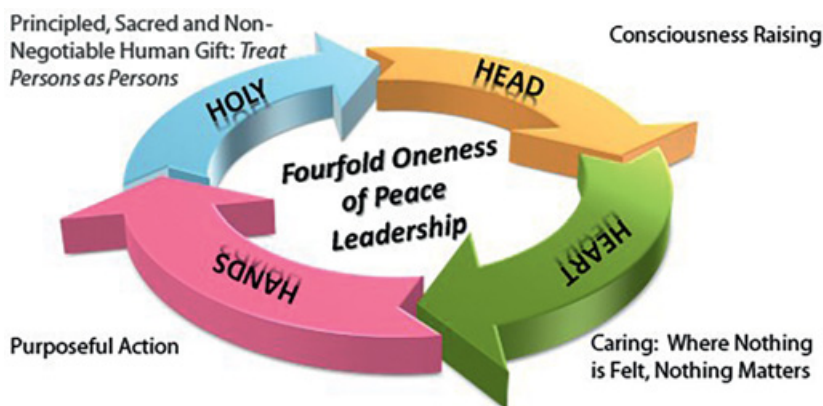 Principled, Sacred and Non-
Negotiable Human Gift: Treat
Persons as Persons
Consciousness Raising
HOLY
HEAD
Fourfold Oneness
of Peace
Leadership
HEART
HANDS
Purposeful Action
Caring: Where Nothing
is Felt, Nothing Matters